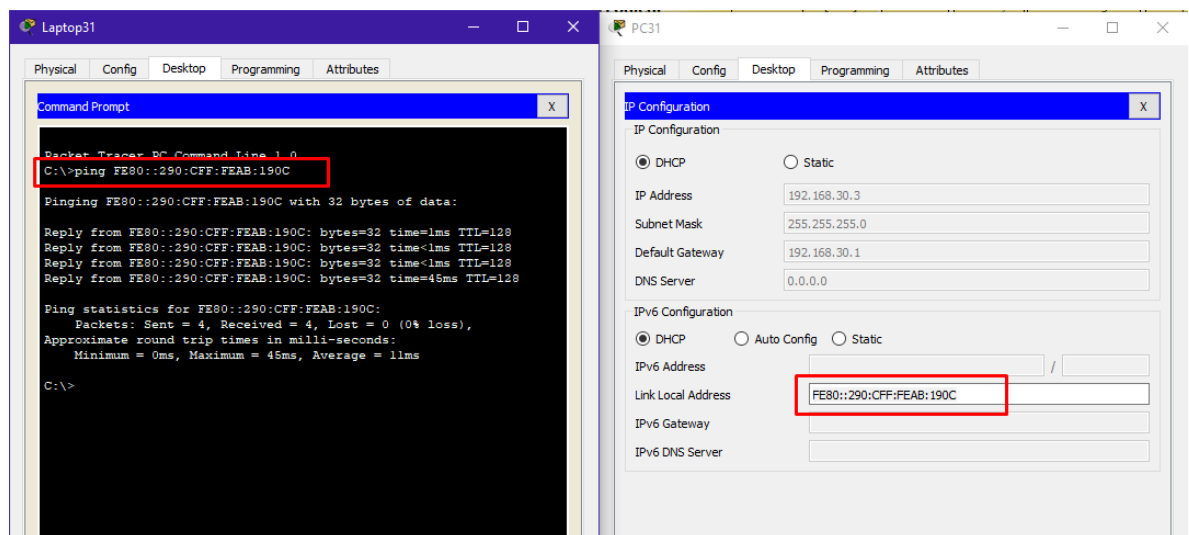 Laptop31
Physical Config Desktop Programming Attributes
Command Prompt X
Packet Tracer PC Command Line 1.0
C:\>ping FE80::290:CFF:FEAB:190C
Pinging FE80::290:CFF:FEAB:190C with 32 bytes of data:
Reply from FE80::290:CFF:FEAB:190C: bytes=32 time=1ms TTL=128
Reply from FE80::290:CFF:FEAB:190C: bytes=32 time<1ms TTL=128
Reply from FE80::290:CFF:FEAB:190C: bytes=32 time<1ms TTL=128
Reply from FE80::290:CFF:FEAB:190C: bytes=32 time=45ms TTL=128
Ping statistics for FE80::290:CFF:FEAB:190C:
Packets: Sent = 4, Received = 4, Lost = 0 (0% loss),
Approximate round trip times in milli-seconds:
Minimum = 0ms, Maximum = 45ms, Average = 11ms
C:\>
PC31
Physical Config Desktop Programming Attributes
IP Configuration X
IP Configuration
DHCP Static
IP Address 192.168.30.3
Subnet Mask 255.255.255.0
Default Gateway 192.168.30.1
DNS Server 0.0.0.0
IPv6 Configuration
DHCP Auto Config Static
IPv6 Address /
Link Local Address FE80::290:CFF:FEAB:190C
IPv6 Gateway
IPv6 DNS Server